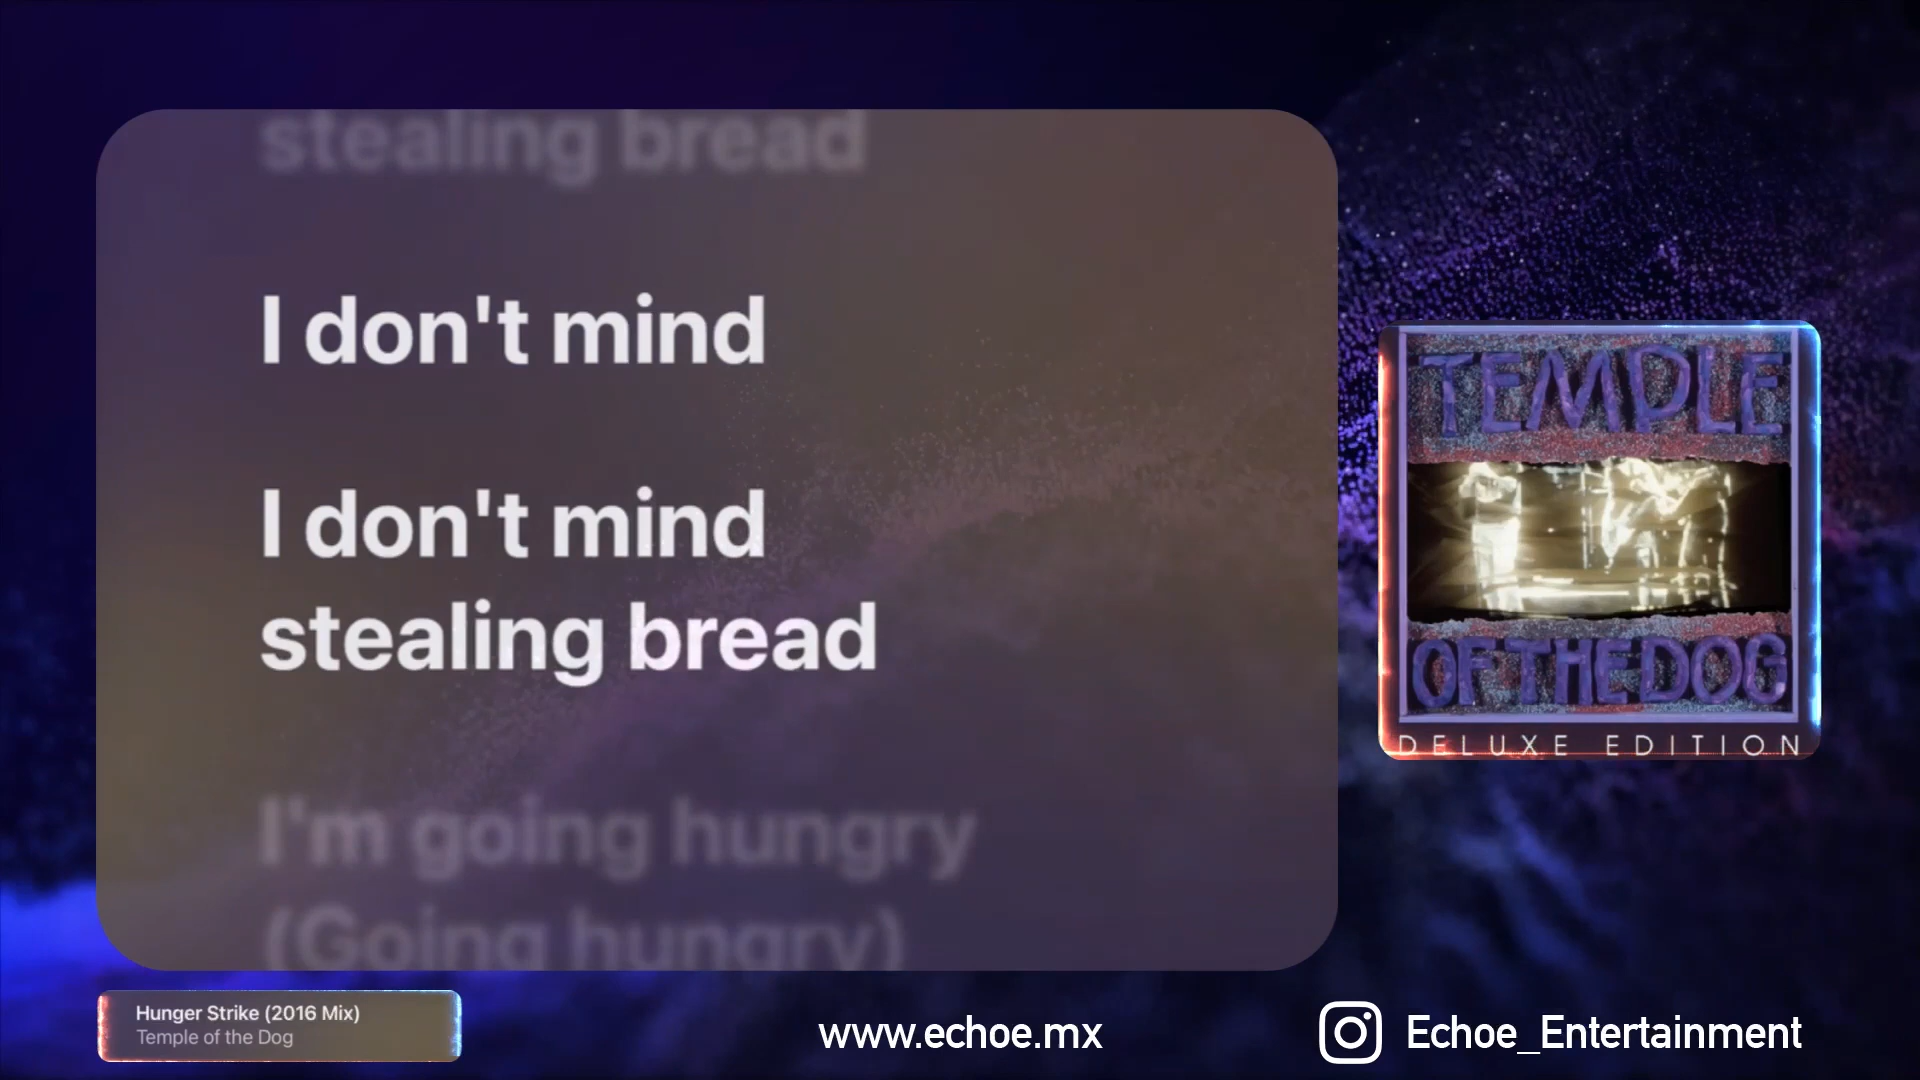 stealing bread
I don't mind
I don't mind
stealing bread
I'm going hungry
(Going hungry)
TEMPLE
OF THE DOG
DELUXE EDITION
Hunger Strike (2016 Mix)
Temple of the Dog
www.echoe.mx
Echoe_Entertainment